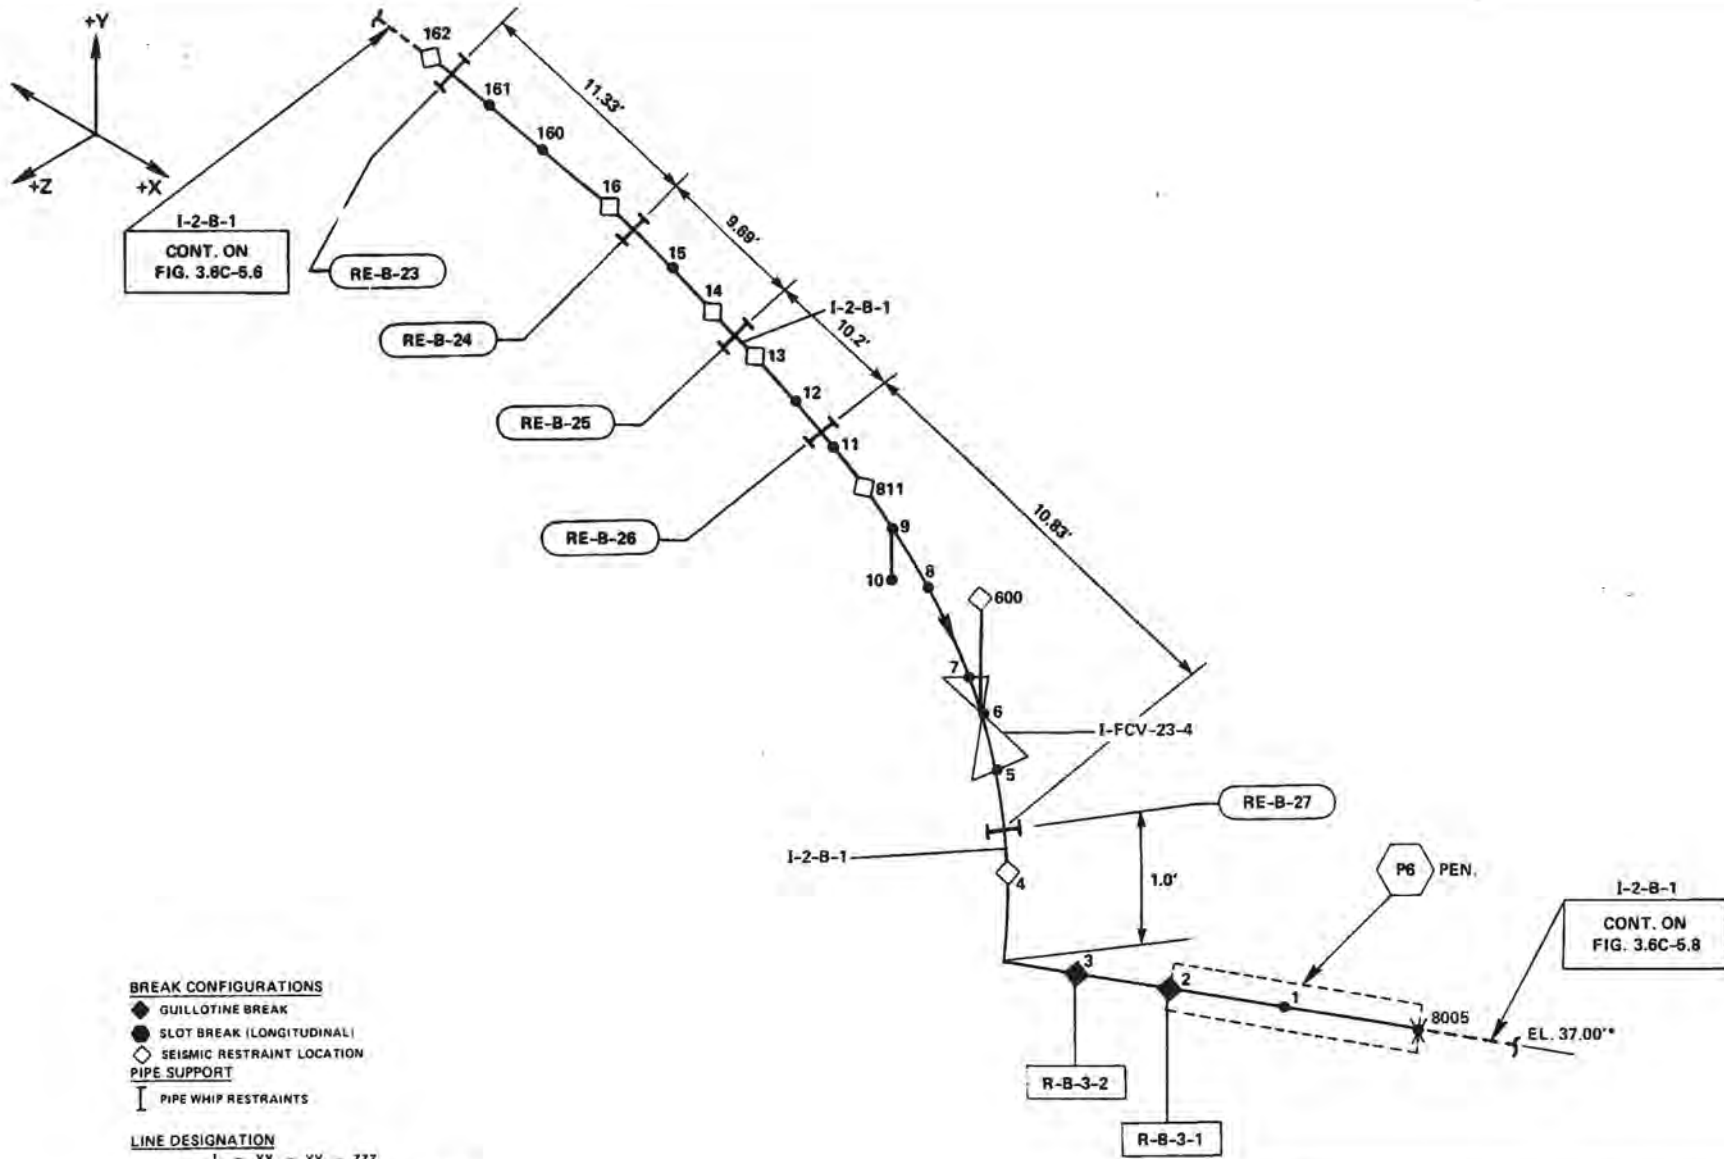 +Y
162
161
11.33'
160
+Z
+X
16
I-2-B-1
CONT. ON
FIG. 3.6C-5.6
RE-B-23
9.69'
15
14
I-2-B-1
10.2'
RE-B-24
13
12
RE-B-25
11
811
10.83'
9
RE-B-26
10
8
600
7
6
I-FCV-23-4
5
RE-B-27
I-2-B-1
4
1.0'
P6 PEN.
I-2-B-1
CONT. ON
FIG. 3.6C-5.8
3
2
1
8005
EL. 37.00'*
R-B-3-2
R-B-3-1
BREAK CONFIGURATIONS
GUILLOTINE BREAK
SLOT BREAK (LONGITUDINAL)
SEISMIC RESTRAINT LOCATION
PIPE SUPPORT
PIPE WHIP RESTRAINTS
LINE DESIGNATION